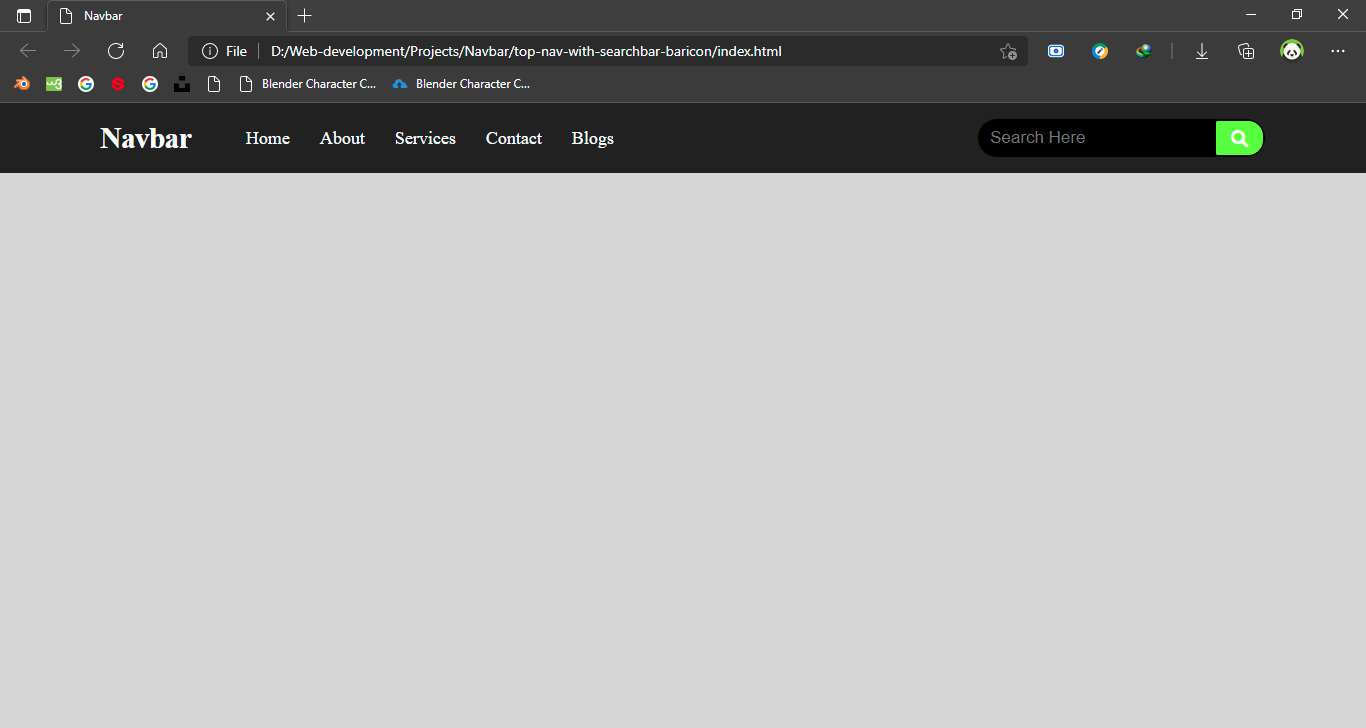 Navbar
File D:/Web-development/Projects/Navbar/top-nav-with-searchbar-baricon/index.html
Blender Character C... Blender Character C...
Navbar Home About Services Contact Blogs Search Here